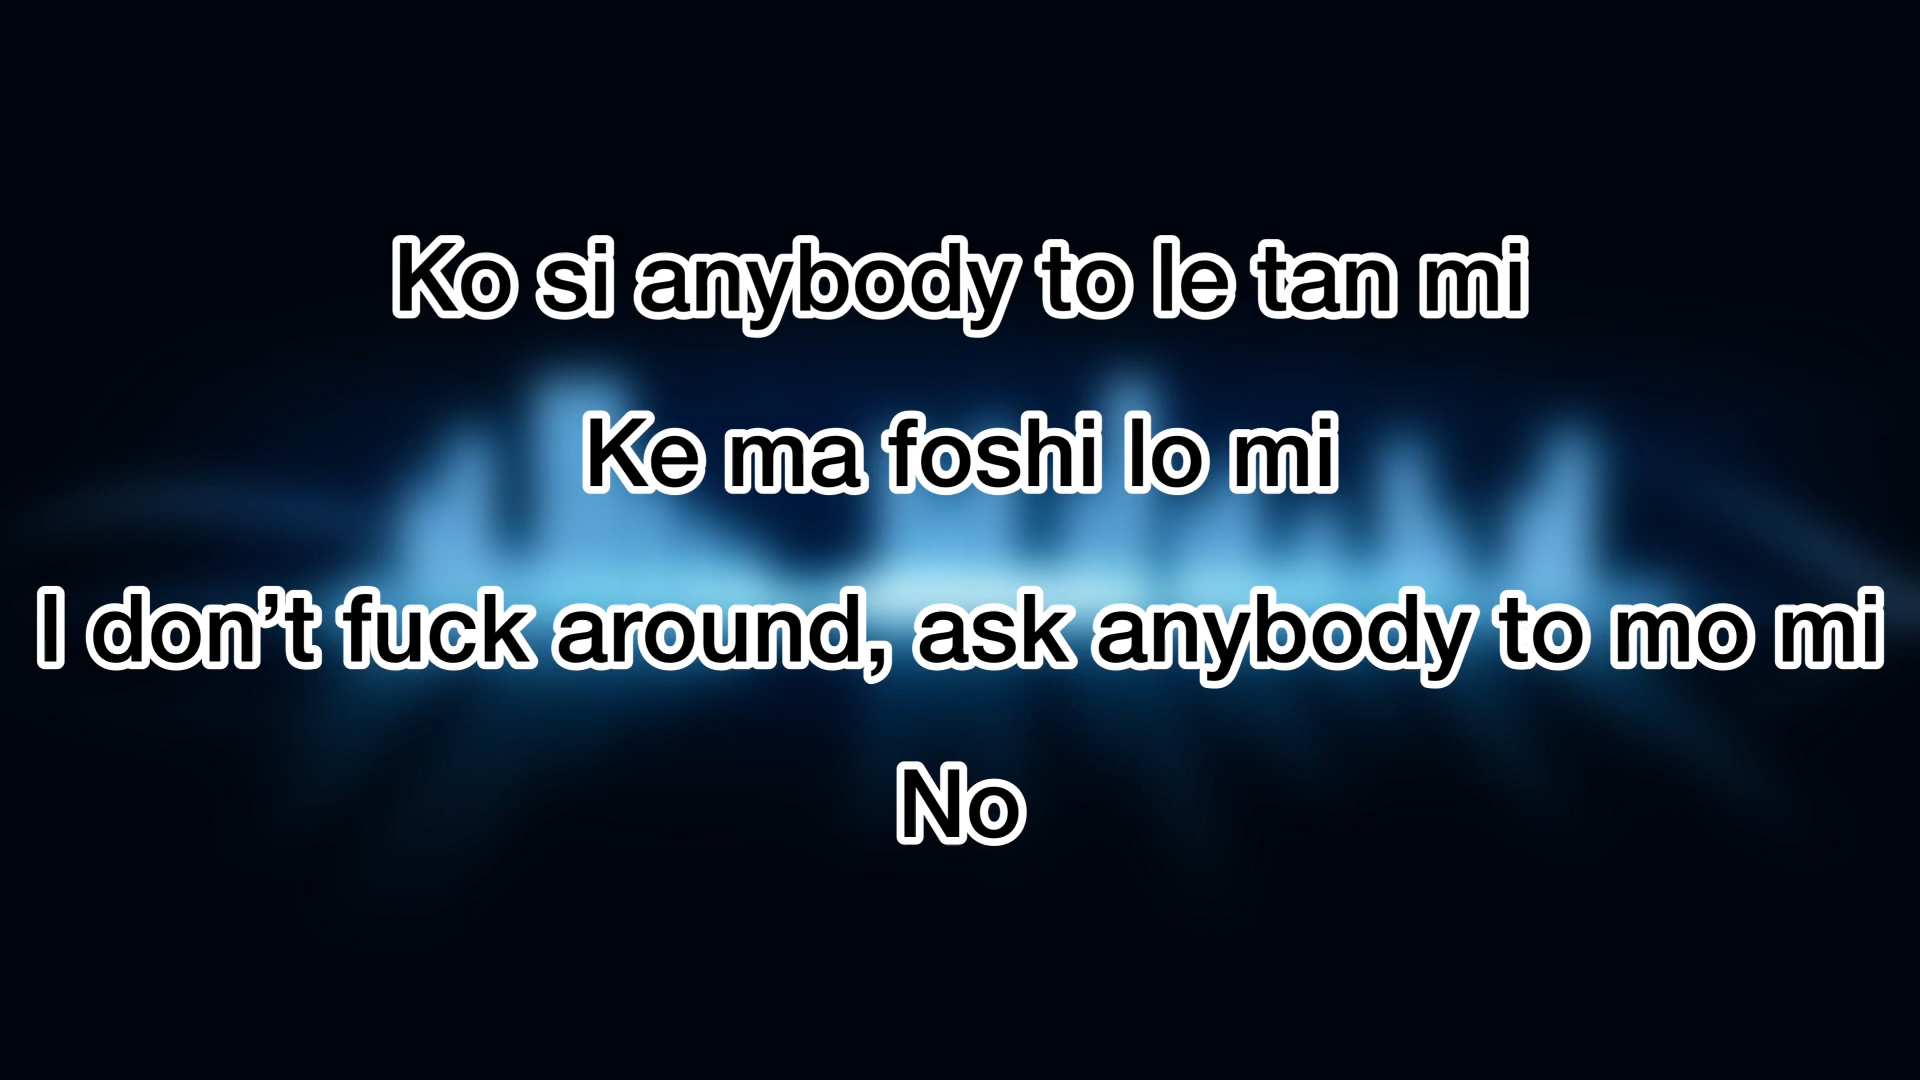 Ko si anybody to le tan mi
Ke ma foshi lo mi
I don’t fuck around, ask anybody to mo mi
No